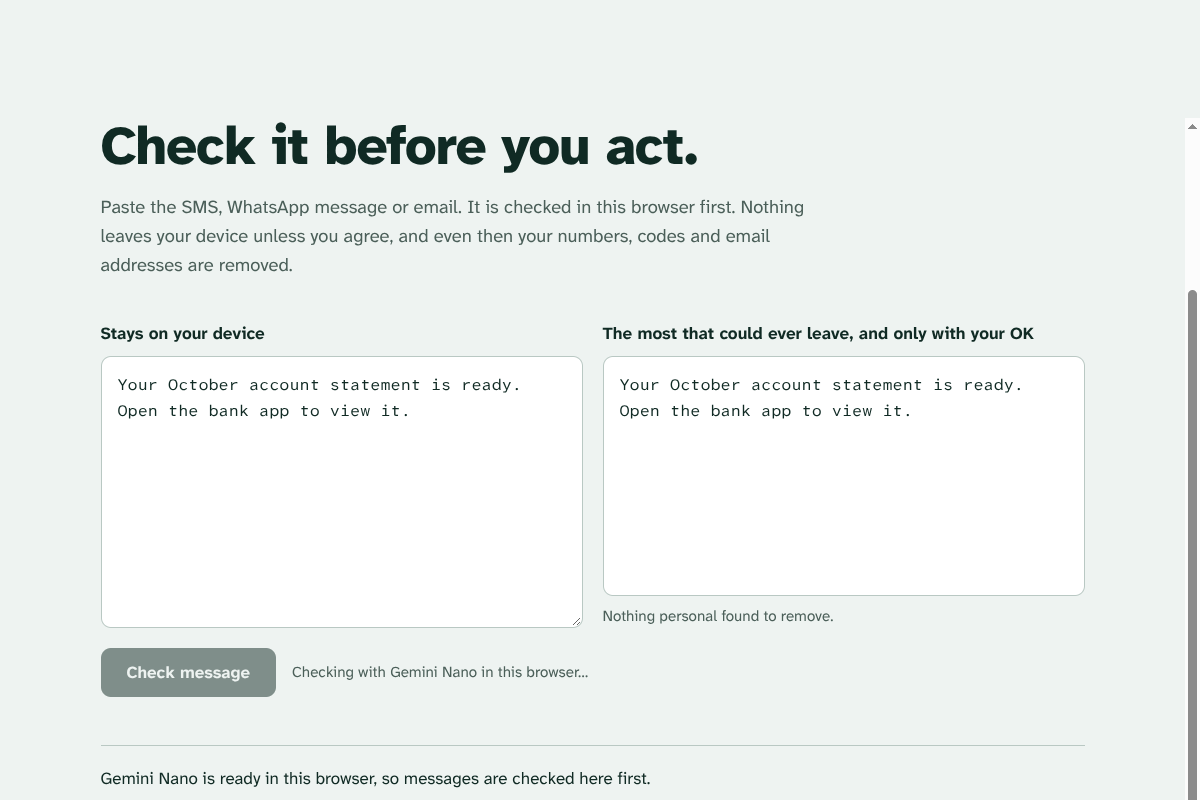 Check it before you act.
Paste the SMS, WhatsApp message or email. It is checked in this browser first. Nothing
leaves your device unless you agree, and even then your numbers, codes and email
addresses are removed.
Stays on your device
Your October account statement is ready.
Open the bank app to view it.
The most that could ever leave, and only with your OK
Your October account statement is ready.
Open the bank app to view it.
Nothing personal found to remove.
Check message
Checking with Gemini Nano in this browser…
Gemini Nano is ready in this browser, so messages are checked here first.